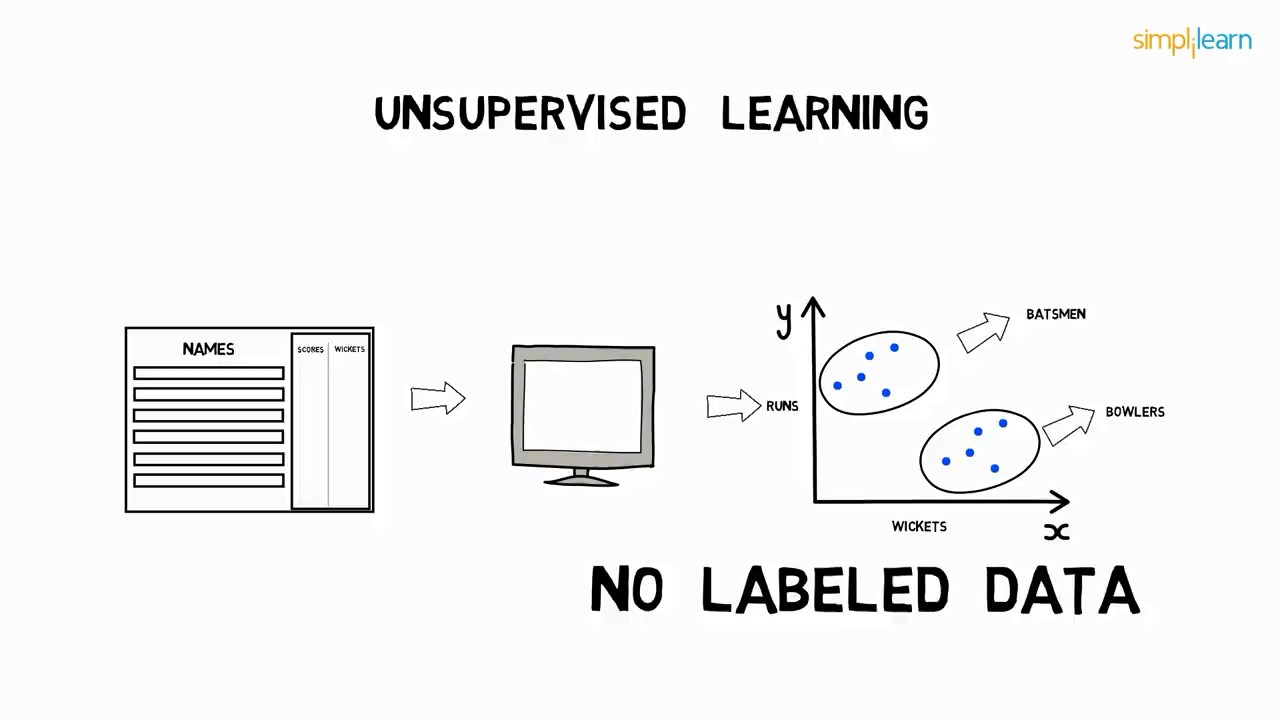 simplilearn
UNSUPERVISED LEARNING
NAMES
SCORES WICKETS
y
RUNS
BATSMEN
BOWLERS
WICKETS
x
NO LABELED DATA